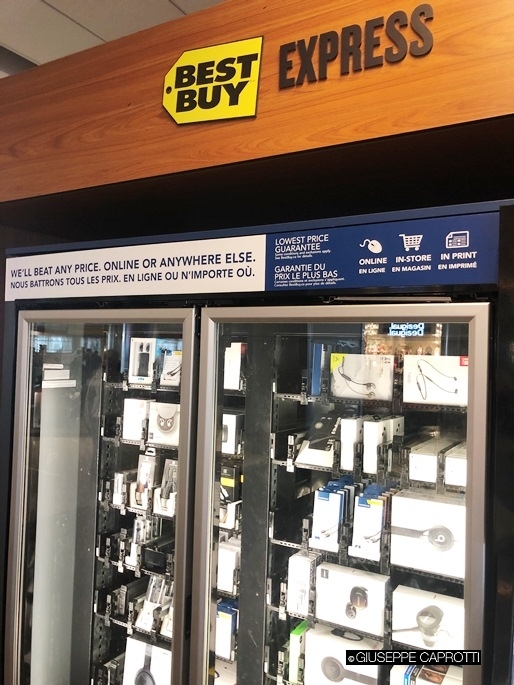 BEST
BUY
EXPRESS
WE'LL BEAT ANY PRICE. ONLINE OR ANYWHERE ELSE.
NOUS BATTRONS TOUS LES PRIX. EN LIGNE OU N'IMPORTE OÙ.
LOWEST PRICE
GUARANTEE
GARANTIE DU
PRIX LE PLUS BAS
ONLINE
EN LIGNE
IN-STORE
EN MAGASIN
IN PRINT
EN IMPRIMÉ
Desigual
© GIUSEPPE CAPROTTI